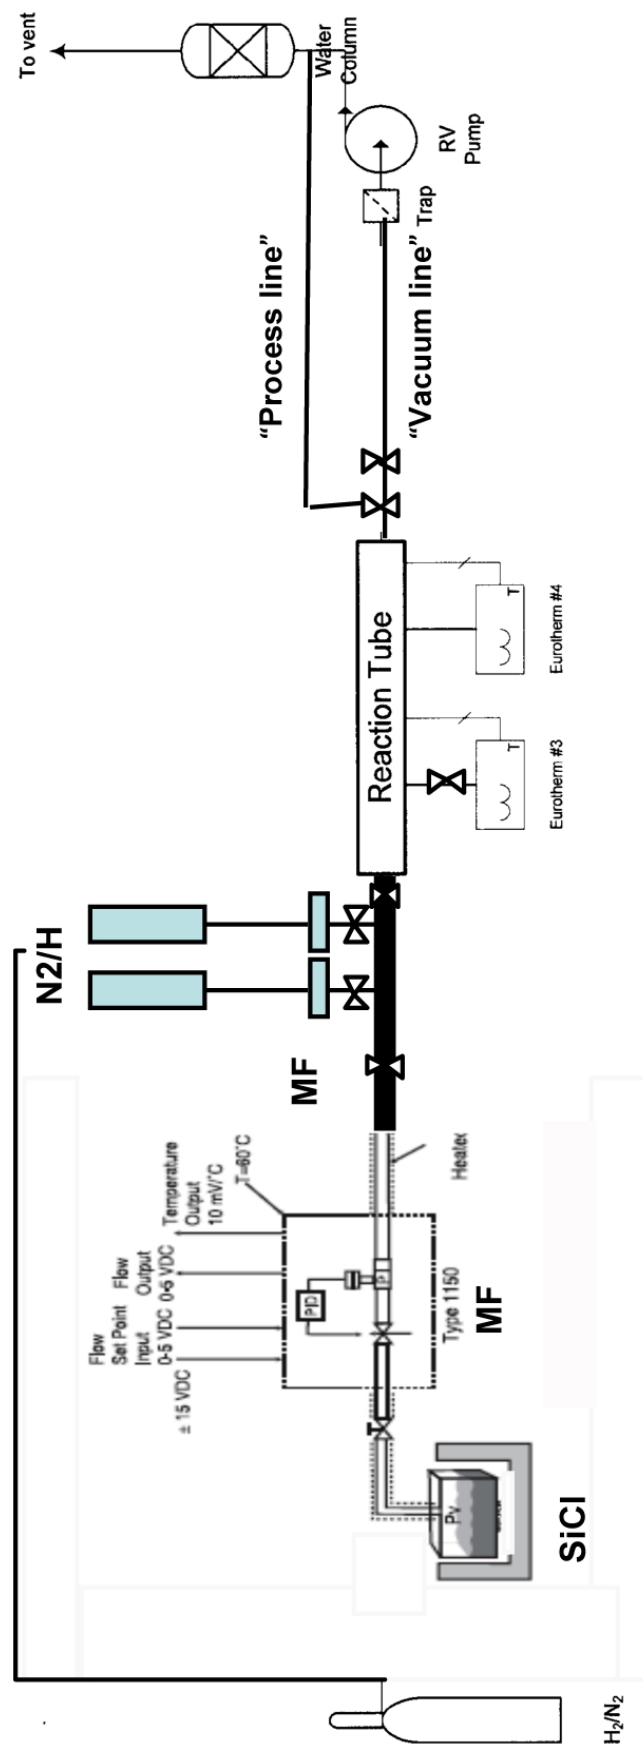 To vent
Water
Column
RV
Pump
Trap
“Process line”
“Vacuum line”
Reaction Tube
T
Eurotherm #4
T
Eurotherm #3
N2/H
MF
Heater
Temperature
Output
10 mV/°C
T=60°C
Flow
Output
0-5 VDC
Flow
Set Point
Input
0-5 VDC
± 15 VDC
PID
P
Type 1150
MF
Pv
SiCl
H₂/N₂